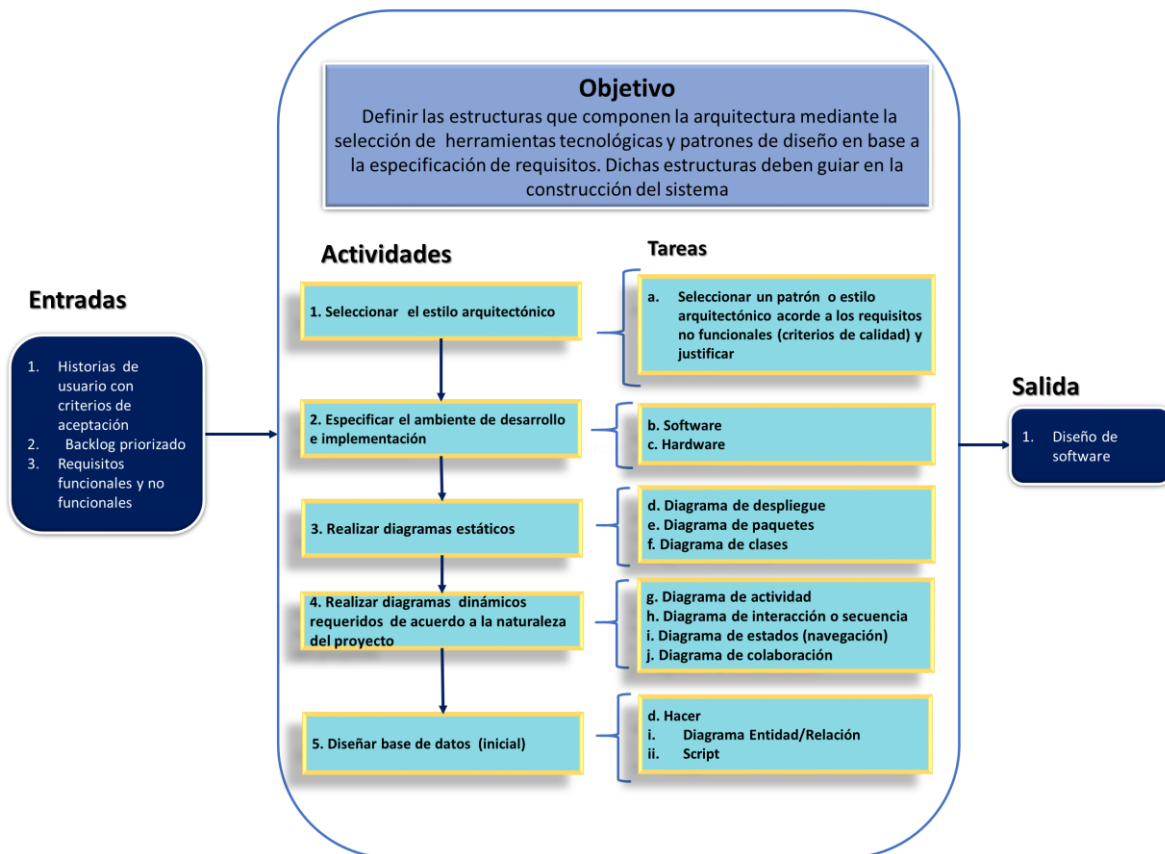 Objetivo
Definir las estructuras que componen la arquitectura mediante la
selección de herramientas tecnológicas y patrones de diseño en base a
la especificación de requisitos. Dichas estructuras deben guiar en la
construcción del sistema
Entradas
1. Historias de
usuario con
criterios de
aceptación
2. Backlog priorizado
3. Requisitos
funcionales y no
funcionales
Actividades
Tareas
1. Seleccionar el estilo arquitectónico
a. Seleccionar un patrón o estilo
arquitectónico acorde a los requisitos
no funcionales (criterios de calidad) y
justificar
2. Especificar el ambiente de desarrollo
e implementación
b. Software
c. Hardware
3. Realizar diagramas estáticos
d. Diagrama de despliegue
e. Diagrama de paquetes
f. Diagrama de clases
4. Realizar diagramas dinámicos
requeridos de acuerdo a la naturaleza
del proyecto
g. Diagrama de actividad
h. Diagrama de interacción o secuencia
i. Diagrama de estados (navegación)
j. Diagrama de colaboración
5. Diseñar base de datos (inicial)
d. Hacer
i. Diagrama Entidad/Relación
ii. Script
Salida
1. Diseño de
software